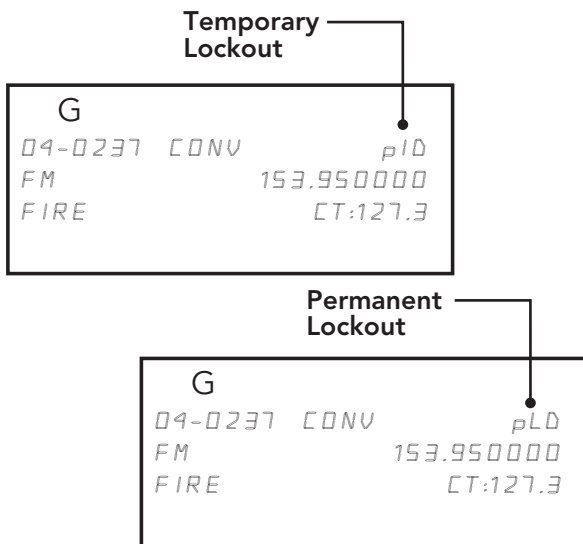 Temporary
Lockout
G
04-0237 CONV plD
FM 153.950000
FIRE CT:127.3
Permanent
Lockout
G
04-0237 CONV pLD
FM 153.950000
FIRE CT:127.3